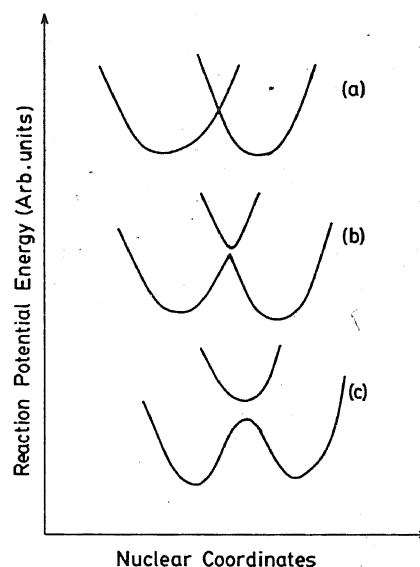 Reaction Potential Energy (Arb.units)
(a)
(b)
(c)
Nuclear Coordinates